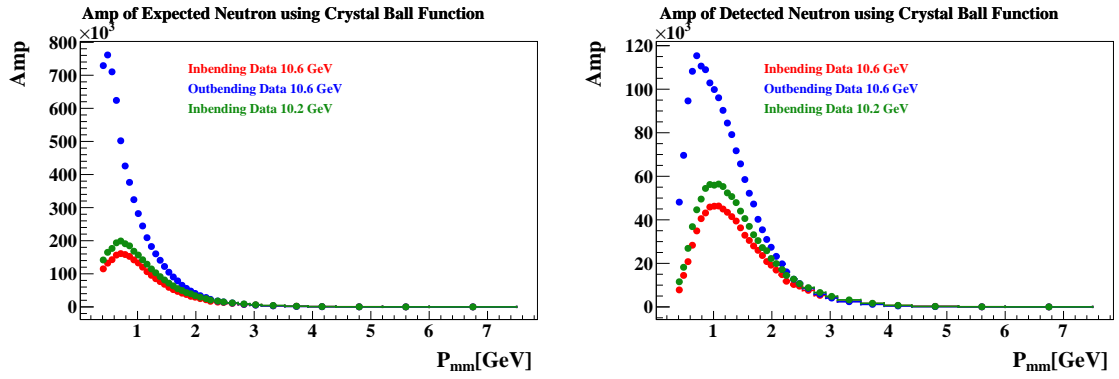 Amp of Expected Neutron using Crystal Ball Function
×10³
Amp
800
700
600
500
400
300
200
100
0
Inbending Data 10.6 GeV
Outbending Data 10.6 GeV
Inbending Data 10.2 GeV
1 2 3 4 5 6 7
P_mm[GeV]
Amp of Detected Neutron using Crystal Ball Function
×10³
Amp
120
100
80
60
40
20
0
Inbending Data 10.6 GeV
Outbending Data 10.6 GeV
Inbending Data 10.2 GeV
1 2 3 4 5 6 7
P_mm[GeV]